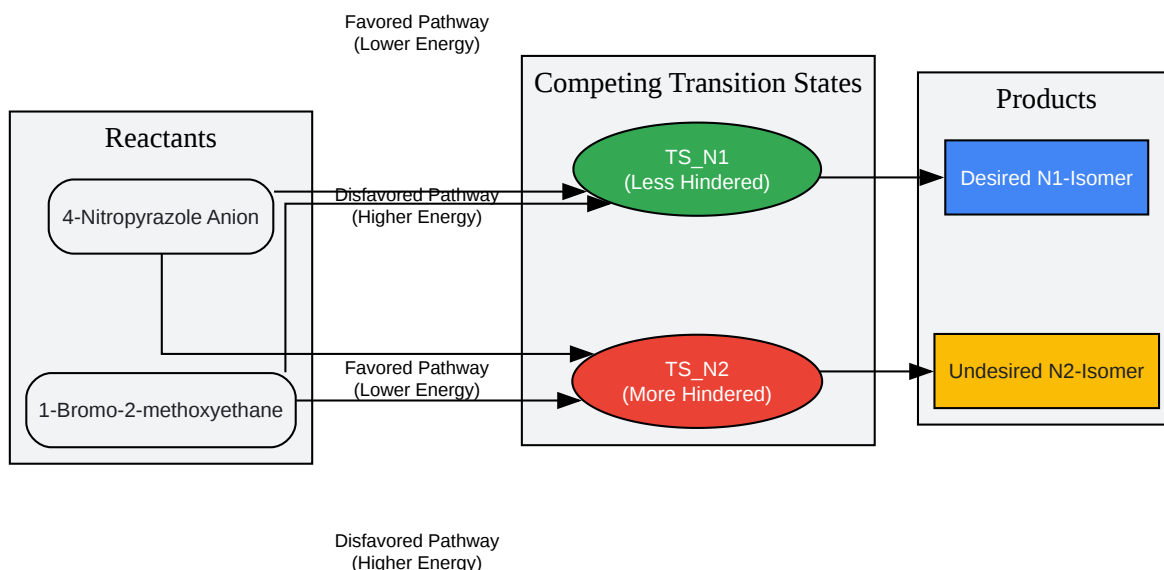 Favored Pathway
(Lower Energy)
Competing Transition States
Products
Reactants
TS_N1
(Less Hindered)
Desired N1-Isomer
4-Nitropyrazole Anion
Disfavored Pathway
(Higher Energy)
TS_N2
(More Hindered)
Undesired N2-Isomer
Favored Pathway
(Lower Energy)
1-Bromo-2-methoxyethane
Disfavored Pathway
(Higher Energy)